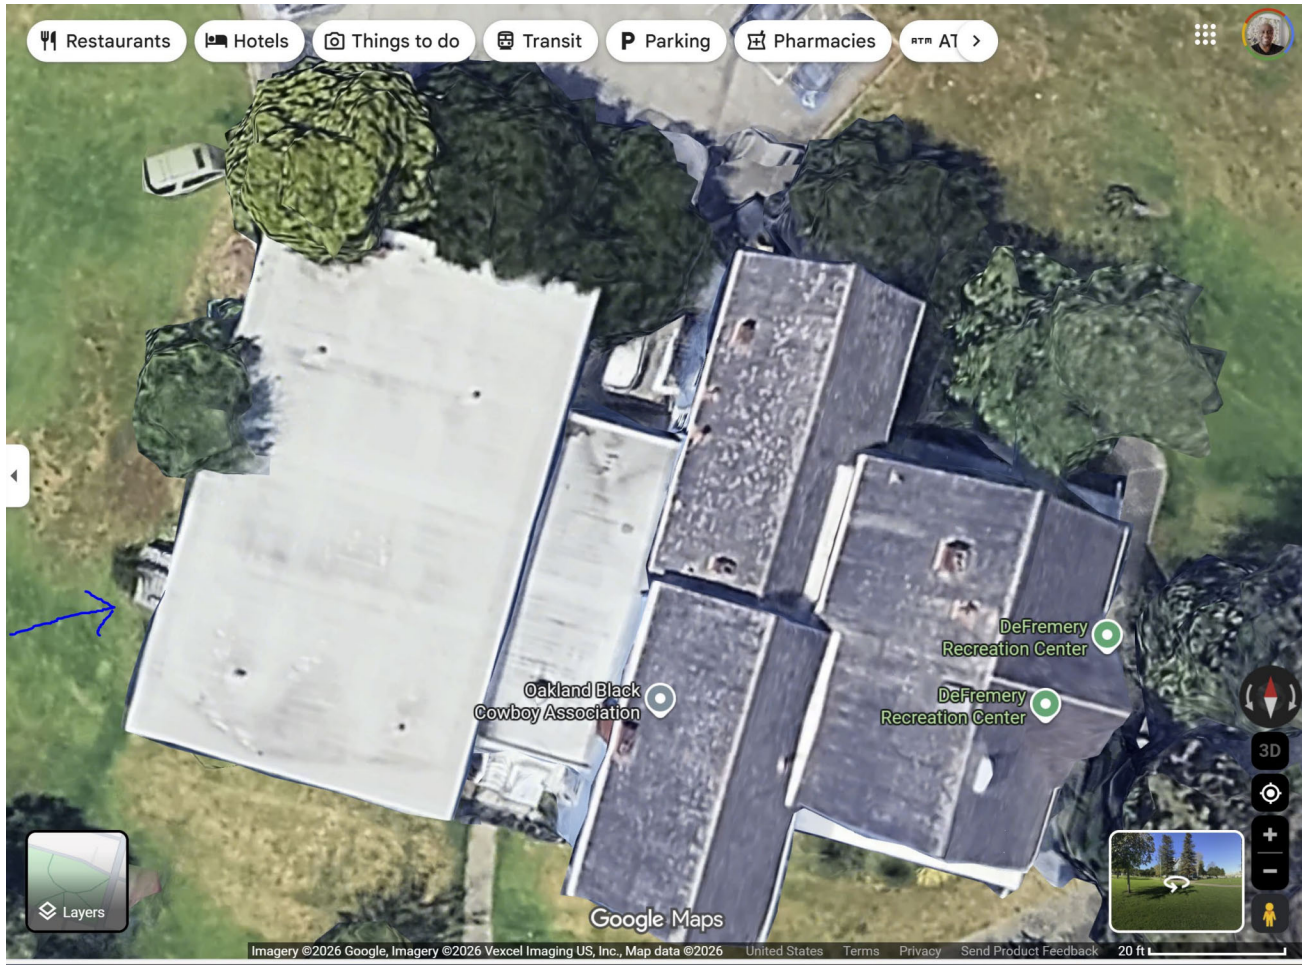 Restaurants
Hotels
Things to do
Transit
Parking
Pharmacies
ATM AT
DeFremery
Recreation Center
DeFremery
Recreation Center
Oakland Black
Cowboy Association
3D
Layers
Google Maps
Imagery ©2026 Google, Imagery ©2026 Vexcel Imaging US, Inc., Map data ©2026 United States Terms Privacy Send Product Feedback 20 ft